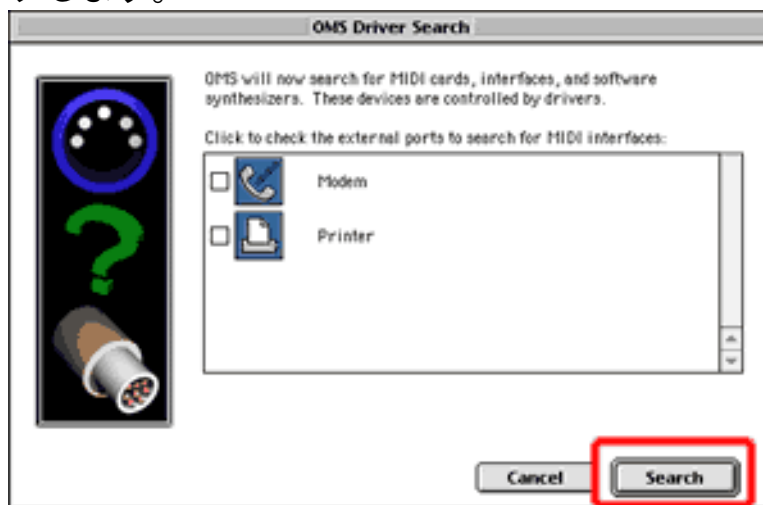 OMS Driver Search
OMS will now search for MIDI cards, interfaces, and software
synthesizers. These devices are controlled by drivers.
Click to check the external ports to search for MIDI interfaces:
Modem
Printer
Cancel
Search